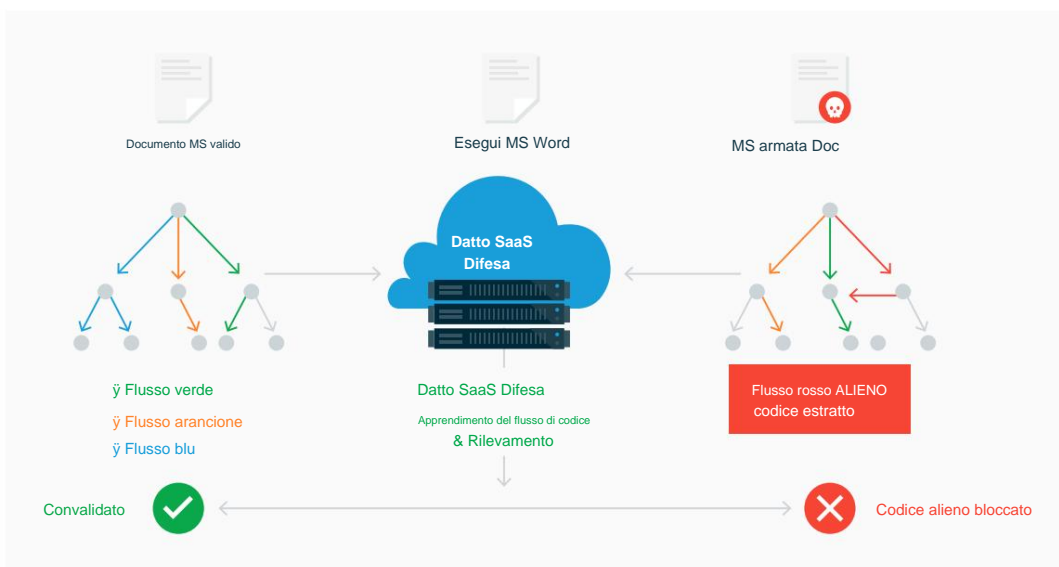 Documento MS valido
Esegui MS Word
MS armata Doc
Datto SaaS
Difesa
ÿ Flusso verde
ÿ Flusso arancione
ÿ Flusso blu
Datto SaaS Difesa
Apprendimento del flusso di codice
& Rilevamento
Flusso rosso ALIENO
codice estratto
Convalidato
Codice alieno bloccato